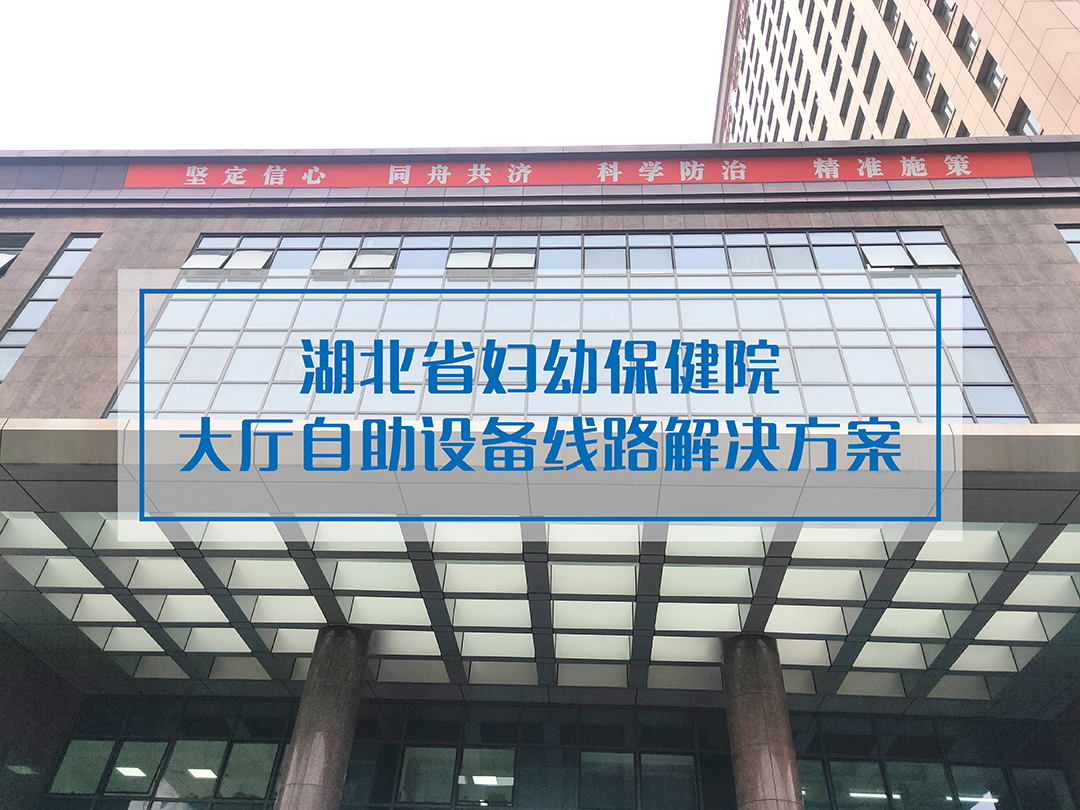 坚定信心 同舟共济 科学防治 精准施策
湖北省妇幼保健院
大厅自助设备线路解决方案